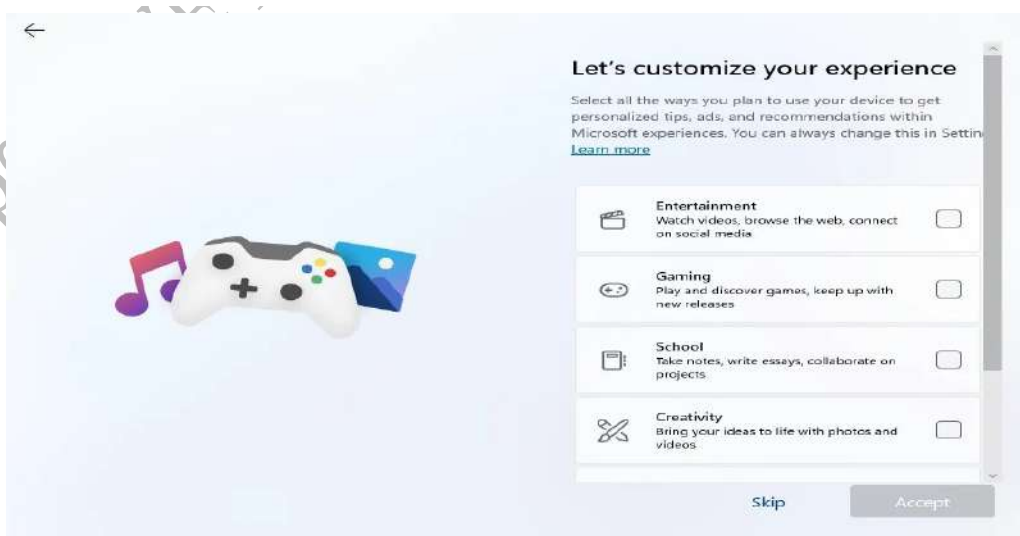 Let's customize your experience
Select all the ways you plan to use your device to get
personalized tips, ads, and recommendations within
Microsoft experiences. You can always change this in Settin
Learn more
Entertainment
Watch videos, browse the web, connect
on social media
Gaming
Play and discover games, keep up with
new releases
School
Take notes, write essays, collaborate on
projects
Creativity
Bring your ideas to life with photos and
videos
Skip
Accept